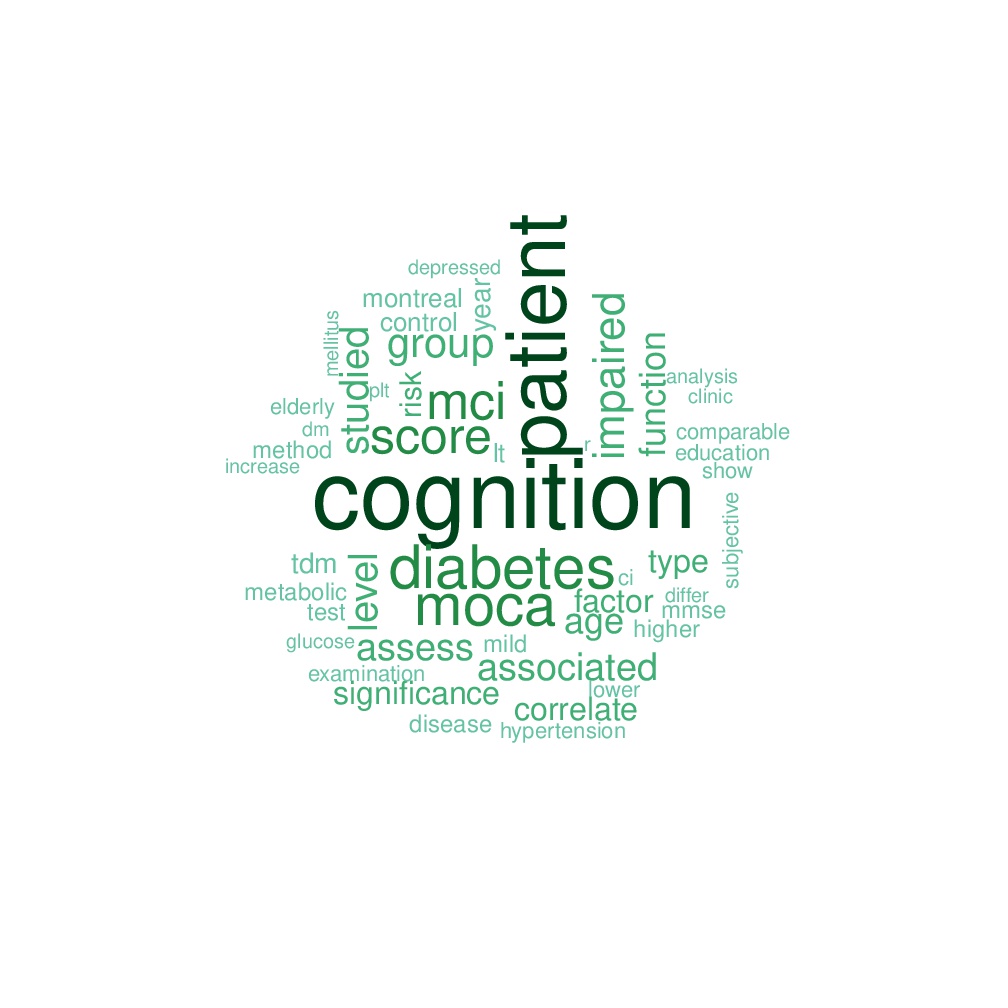 patient
depressed
montreal
year
control
group
mellitus
studied
plt
risk
mci
impaired
function
analysis
clinic
elderly
dm
method
increase
score
lt
r
comparable
education
show
cognition
subjective
tdm
level
diabetes
ci
type
metabolic
test
moca
factor
differ
mmse
age
higher
glucose
assess
mild
examination
associated
significance
lower
correlate
disease
hypertension